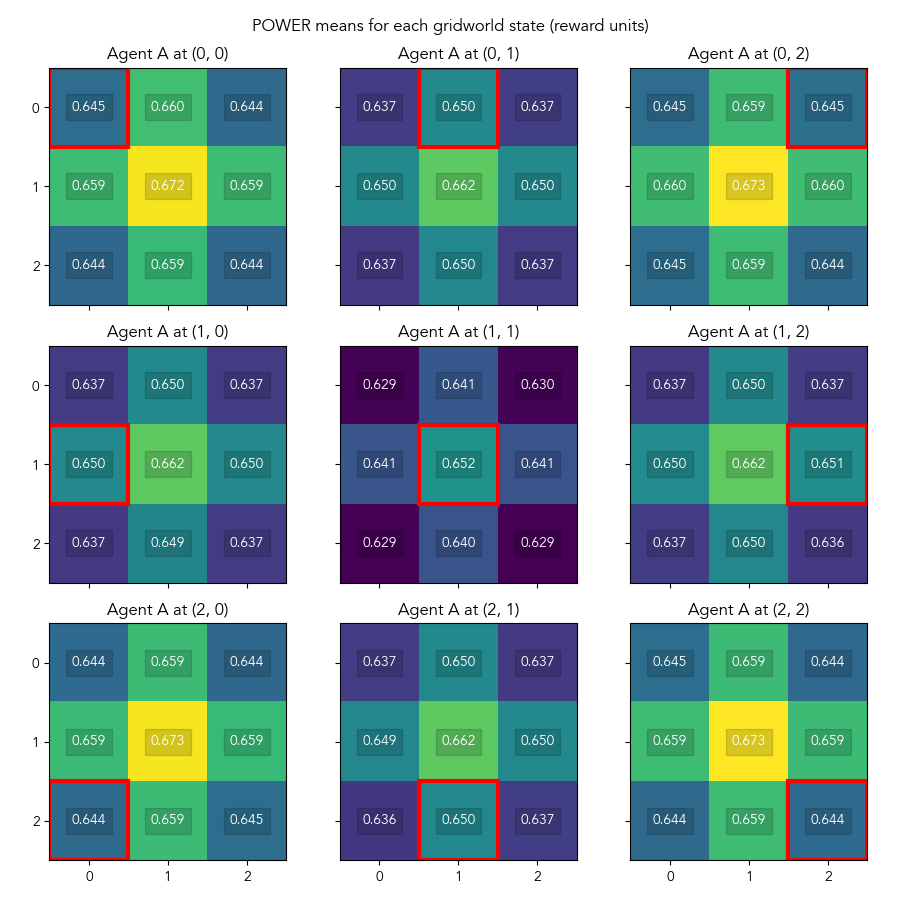 POWER means for each gridworld state (reward units)
Agent A at (0, 0) Agent A at (0, 1) Agent A at (0, 2)
0 0.645 0.660 0.644 0.637 0.650 0.637 0.645 0.659 0.645
1 0.659 0.672 0.659 0.650 0.662 0.650 0.660 0.673 0.660
2 0.644 0.659 0.644 0.637 0.650 0.637 0.645 0.659 0.644
Agent A at (1, 0) Agent A at (1, 1) Agent A at (1, 2)
0 0.637 0.650 0.637 0.629 0.641 0.630 0.637 0.650 0.637
1 0.650 0.662 0.650 0.641 0.652 0.641 0.650 0.662 0.651
2 0.637 0.649 0.637 0.629 0.640 0.629 0.637 0.650 0.636
Agent A at (2, 0) Agent A at (2, 1) Agent A at (2, 2)
0 0.644 0.659 0.644 0.637 0.650 0.637 0.645 0.659 0.644
1 0.659 0.673 0.659 0.649 0.662 0.650 0.659 0.673 0.659
2 0.644 0.659 0.645 0.636 0.650 0.637 0.644 0.659 0.644
0 1 2 0 1 2 0 1 2